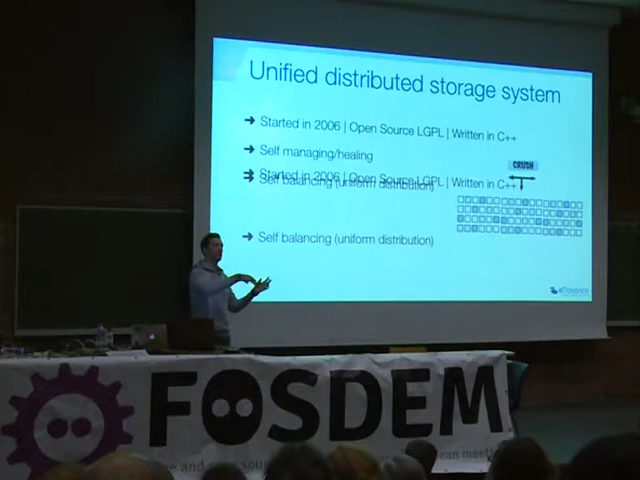 Unified distributed storage system
➜ Started in 2006 | Open Source LGPL | Written in C++
➜ Self managing/healing
CRUSH
➜ Started in 2006 | Open Source LGPL | Written in C++
➜ Self balancing (uniform distribution)
➜ Self balancing (uniform distribution)
eNovance
FOSDEM